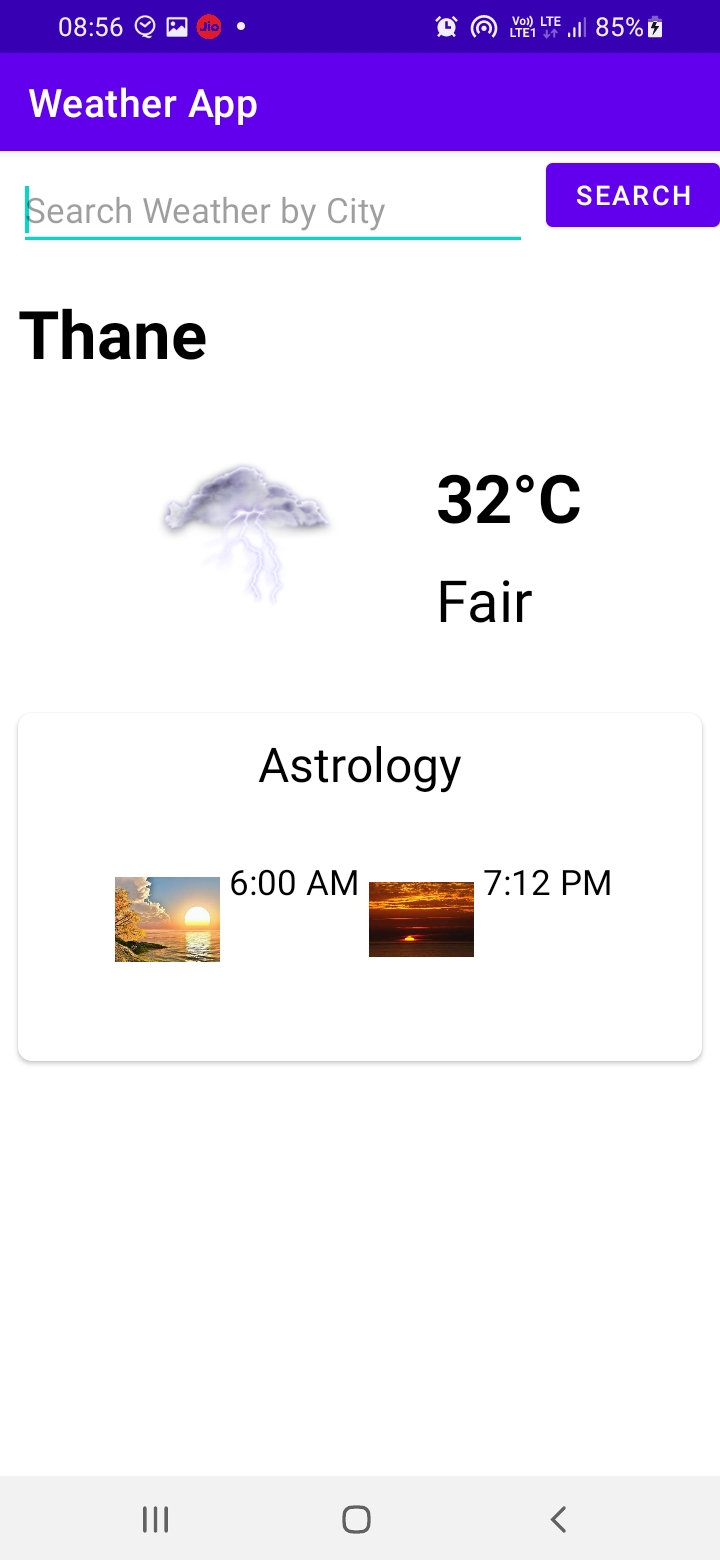 08:56 Jio Vo) LTE LTE1 85%
Weather App
Search Weather by City
SEARCH
Thane
32°C
Fair
Astrology
6:00 AM 7:12 PM